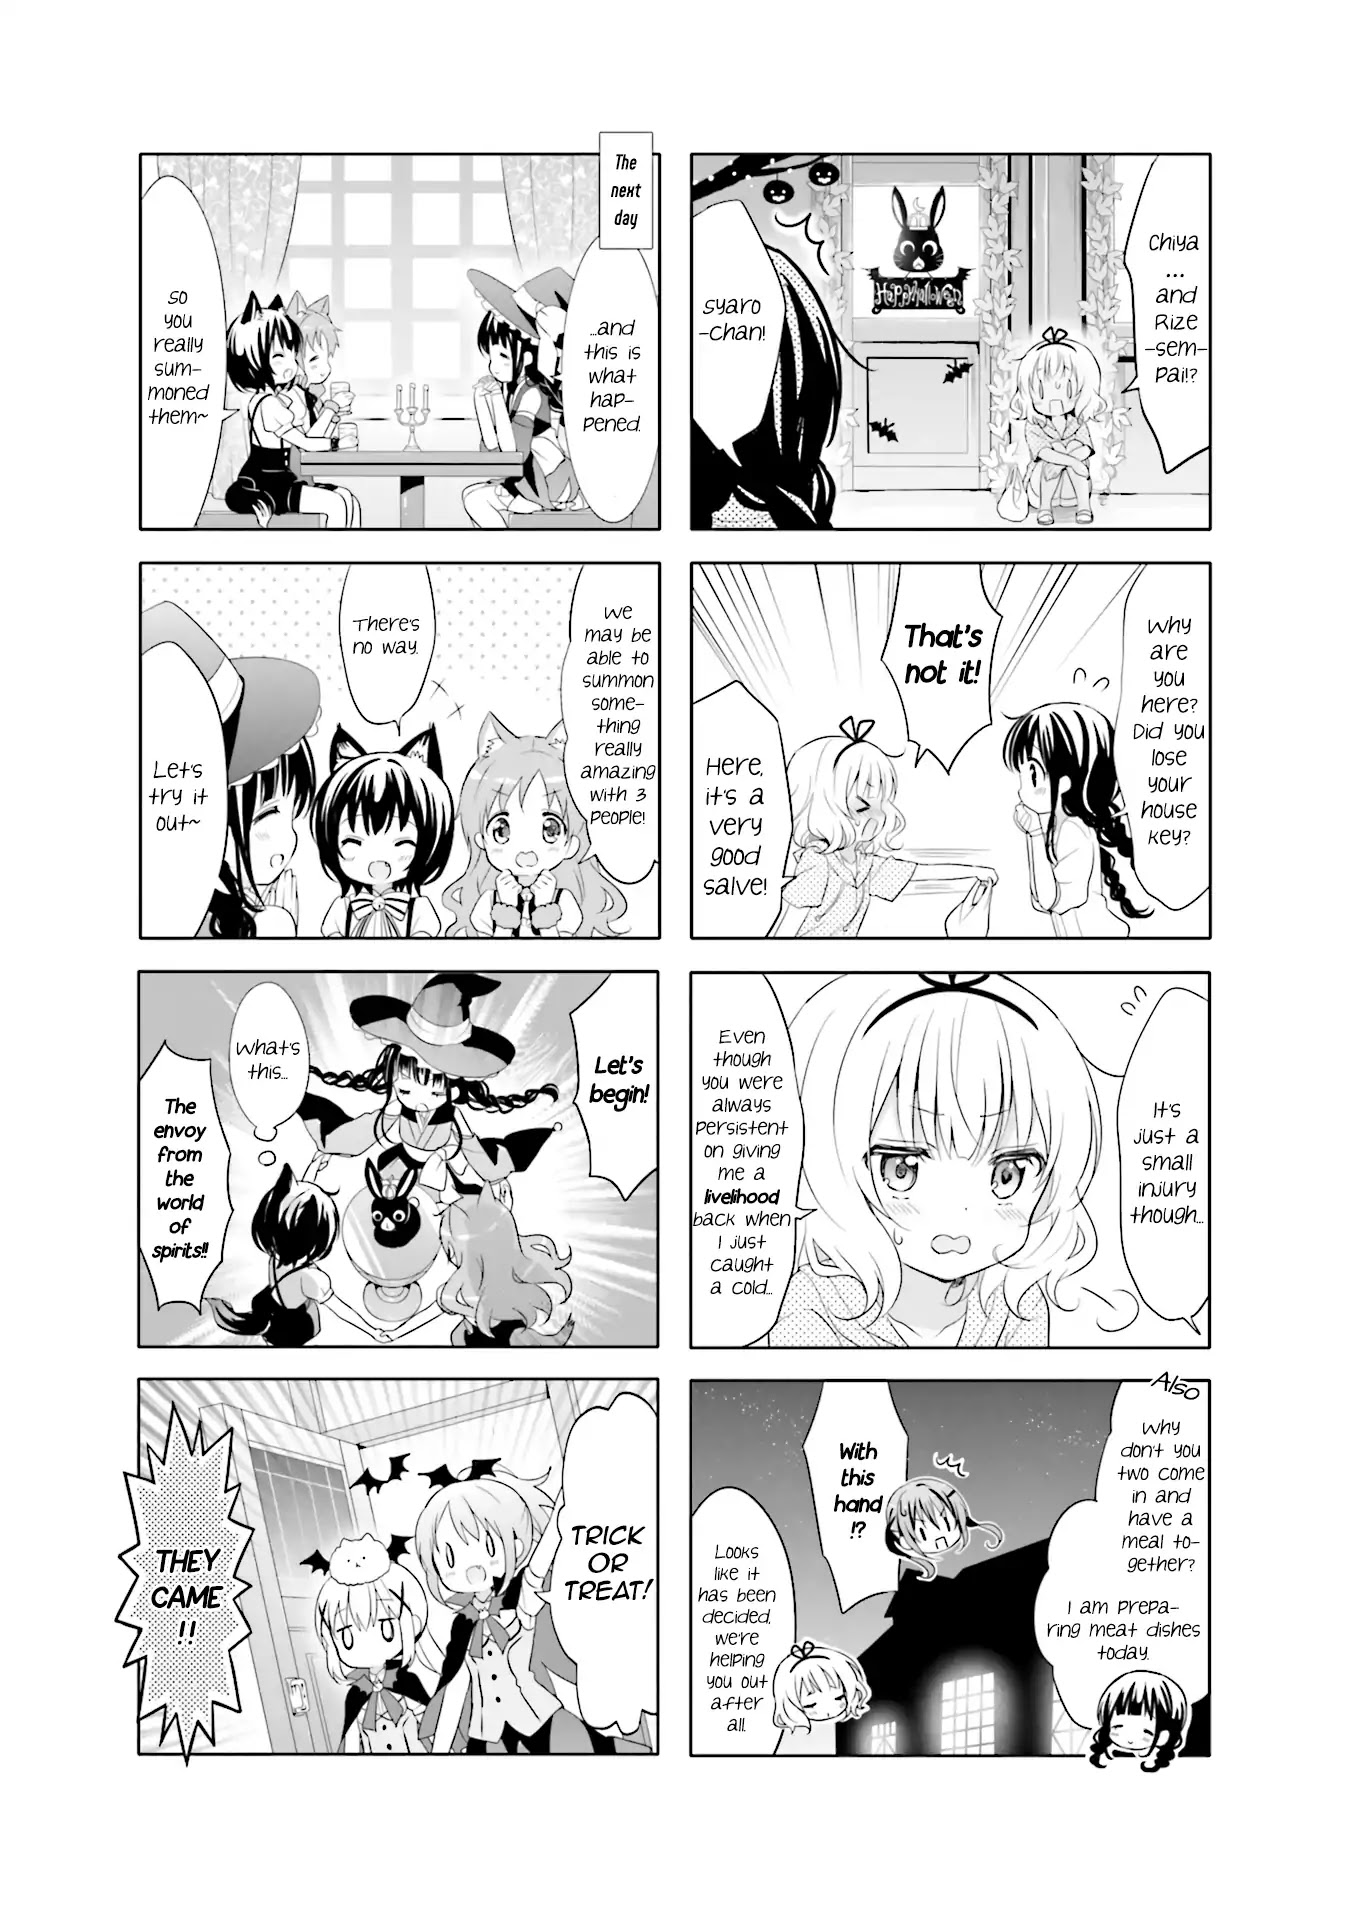 Chiya
...
and
Rize
-sem-
pai!?
Syaro
-chan!
Happy hallowen
Why
are
you
here?
Did you
lose
your
house
key?
That's
not it!
Here,
it's a
very
good
salve!
It's
just a
small
injury
though...
Even
though
you were
always
persistent
on giving
me a
livelihood
back when
I just
caught
a cold...
Also
Why
don't you
two come
in and
have a
meal to-
gether?
I am prepa-
ring meat dishes
today.
With
this
hand
!?
Looks
like it
has been
decided,
we're
helping
you out
after
all.
The
next
day
...and
this is
what
hap-
pened.
So
you
really
sum-
moned
them~
We
may be
able to
summon
some-
thing
really
amazing
with 3
people!
There's
no way.
Let's
try it
out~
Let's
begin!
What's
this...
The
envoy
from
the
world
of
spirits!!
TRICK
OR
TREAT!
THEY
CAME
!!